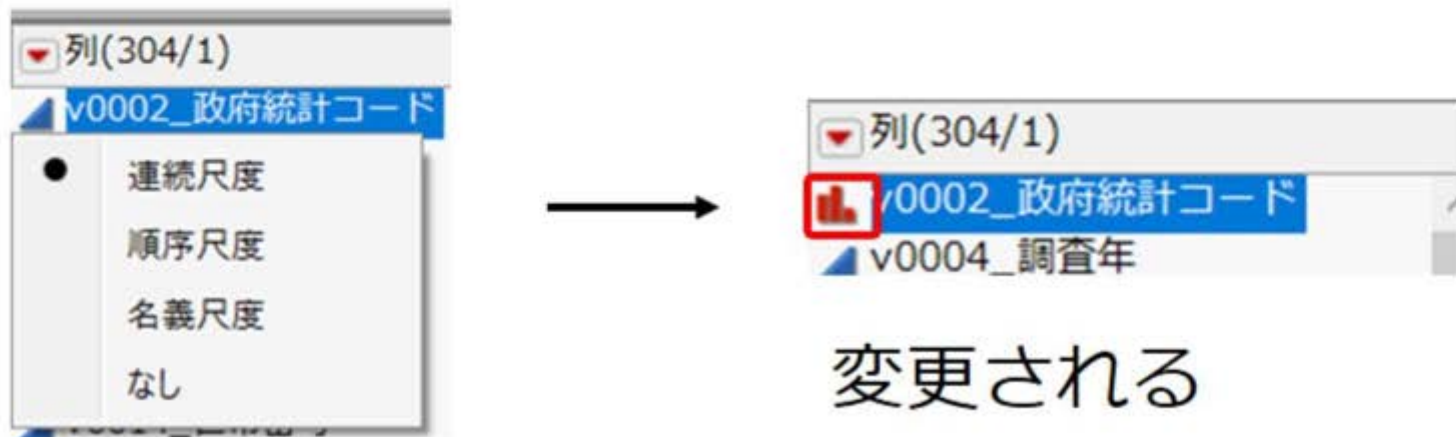 列(304/1)
v0002_政府統計コード
連続尺度
順序尺度
名義尺度
なし
列(304/1)
v0002_政府統計コード
v0004_調査年
変更される